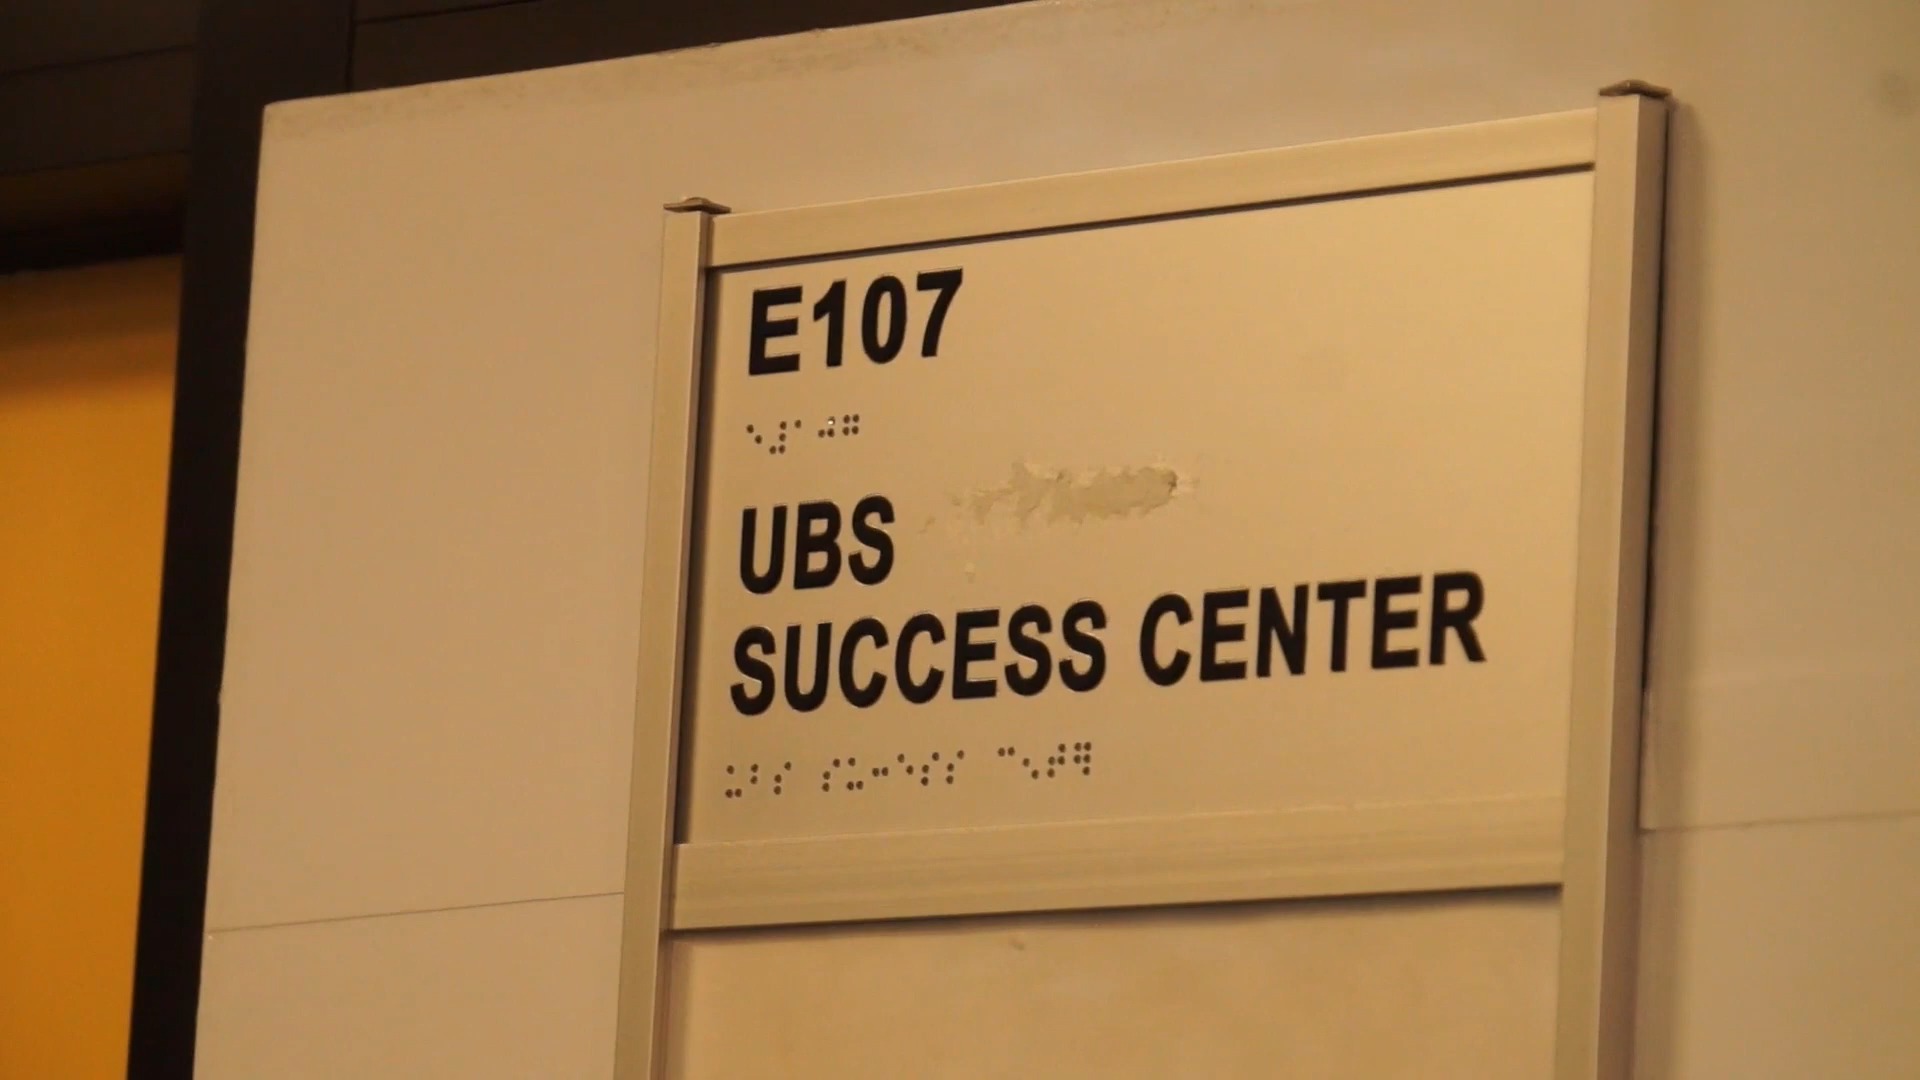 E107
⠑⠼⠁⠚⠛
UBS
SUCCESS CENTER
⠥⠃⠎ ⠎⠥⠒⠑⠎⠎ ⠉⠢⠞⠻